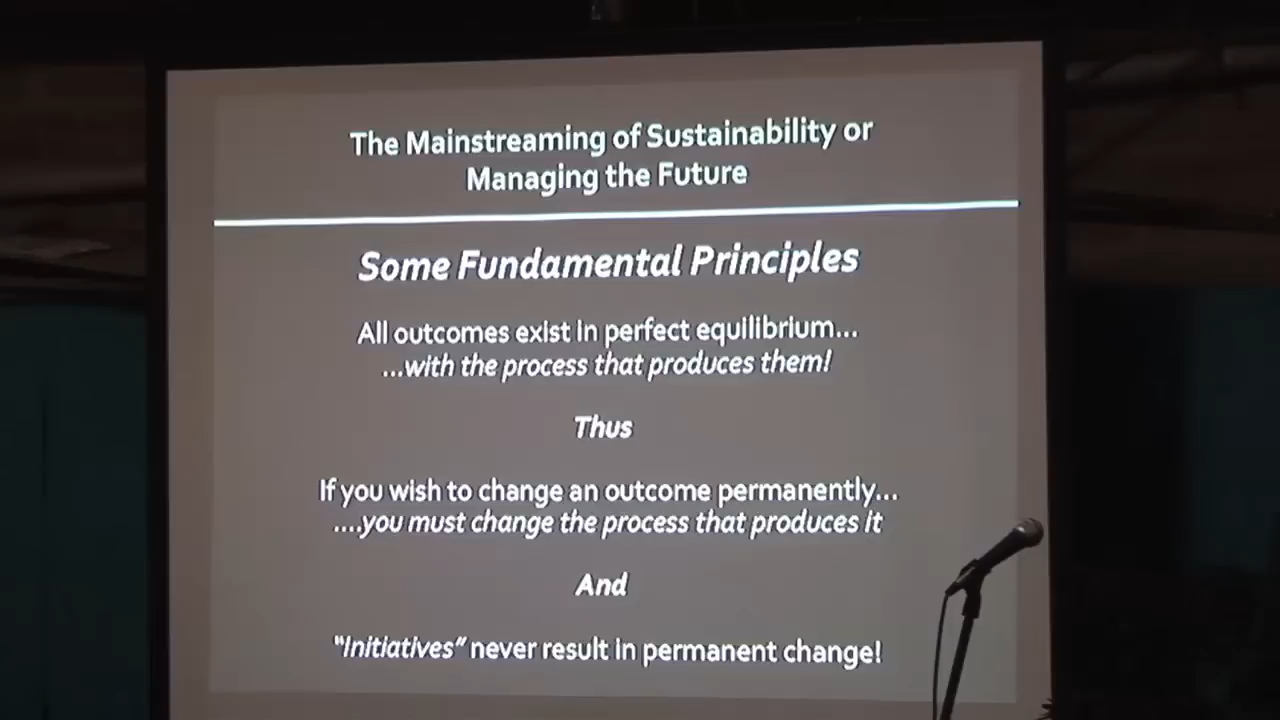 The Mainstreaming of Sustainability or
Managing the Future
Some Fundamental Principles
All outcomes exist in perfect equilibrium...
...with the process that produces them!
Thus
If you wish to change an outcome permanently...
....you must change the process that produces it
And
"Initiatives" never result in permanent change!